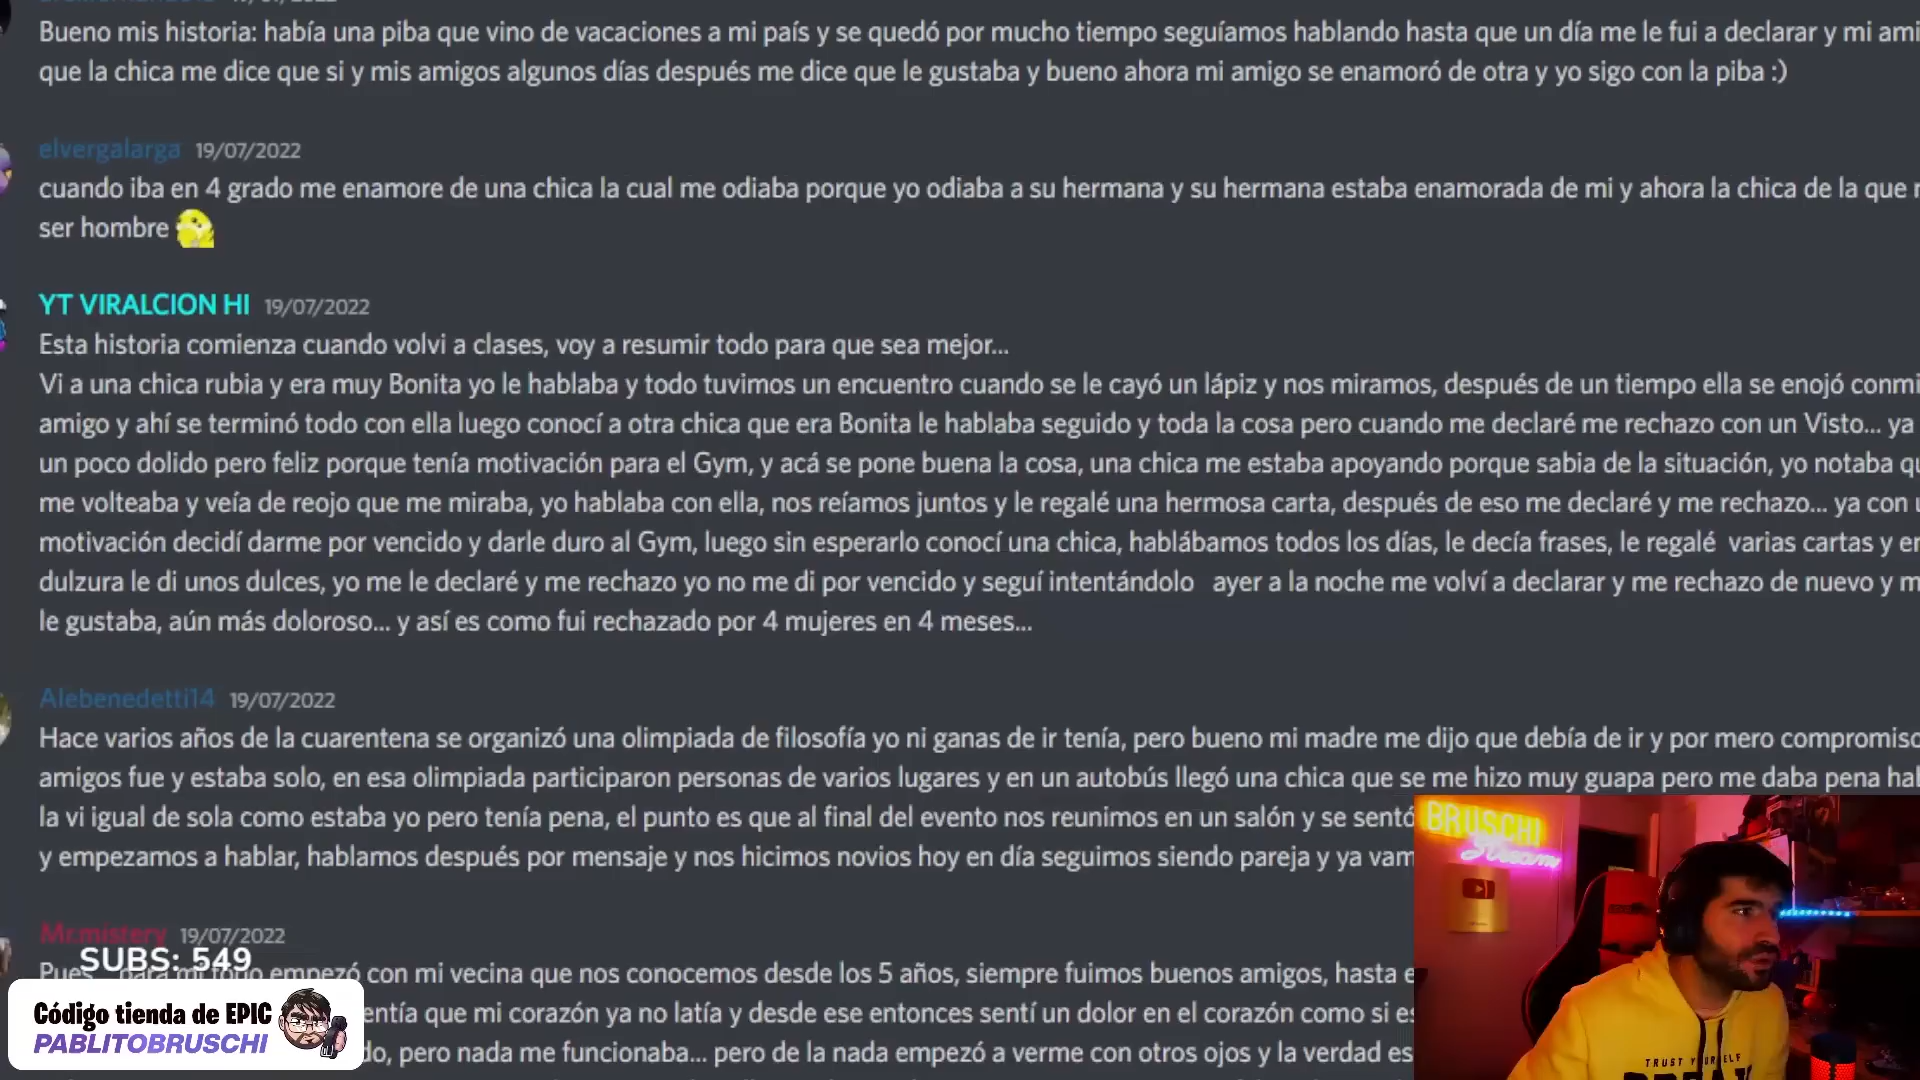 Bueno mis historia: había una piba que vino de vacaciones a mi país y se quedó por mucho tiempo seguíamos hablando hasta que un día me le fui a declarar y mi
que la chica me dice que si y mis amigos algunos días después me dice que le gustaba y bueno ahora mi amigo se enamoró de otra y yo sigo con la piba :)
elvergalarga 19/07/2022
cuando iba en 4 grado me enamore de una chica la cual me odiaba porque yo odiaba a su hermana y su hermana estaba enamorada de mi y ahora la chica de la que
ser hombre
YT VIRALCION HI 19/07/2022
Esta historia comienza cuando volvi a clases, voy a resumir todo para que sea mejor...
Vi a una chica rubia y era muy Bonita yo le hablaba y todo tuvimos un encuentro cuando se le cayó un lápiz y nos miramos, después de un tiempo ella se enojó
amigo y ahí se terminó todo con ella luego conocí a otra chica que era Bonita le hablaba seguido y toda la cosa pero cuando me declaré me rechazo con un Visto... ya
un poco dolido pero feliz porque tenía motivación para el Gym, y acá se pone buena la cosa, una chica me estaba apoyando porque sabia de la situación, yo notaba
me volteaba y veía de reojo que me miraba, yo hablaba con ella, nos reíamos juntos y le regalé una hermosa carta, después de eso me declaré y me rechazo... ya con
motivación decidí darme por vencido y darle duro al Gym, luego sin esperarlo conocí una chica, hablábamos todos los días, le decía frases, le regalé varias cartas y
dulzura le di unos dulces, yo me le declaré y me rechazo yo no me di por vencido y seguí intentándolo ayer a la noche me volví a declarar y me rechazo de nuevo y
le gustaba, aún más doloroso... y así es como fui rechazado por 4 mujeres en 4 meses...
Alebenedetti14 19/07/2022
Hace varios años de la cuarentena se organizó una olimpiada de filosofía yo ni ganas de ir tenía, pero bueno mi madre me dijo que debía de ir y por mero compromiso
amigos fue y estaba solo, en esa olimpiada participaron personas de varios lugares y en un autobús llegó una chica que se me hizo muy guapa pero me daba pena
la vi igual de sola como estaba yo pero tenía pena, el punto es que al final del evento nos reunimos en un salón y se sentó
y empezamos a hablar, hablamos después por mensaje y nos hicimos novios hoy en día seguimos siendo pareja y ya
Mr.mistery 19/07/2022
SUBS: 549
Pues para mi todo empezó con mi vecina que nos conocemos desde los 5 años, siempre fuimos buenos amigos, hasta
que mi corazón ya no latía y desde ese entonces sentí un dolor en el corazón como si
pero nada me funcionaba... pero de la nada empezó a verme con otros ojos y la verdad
Código tienda de EPIC
PABLITOBRUSCHI
BRUSCHI
Stream
TRUST YOURSELF